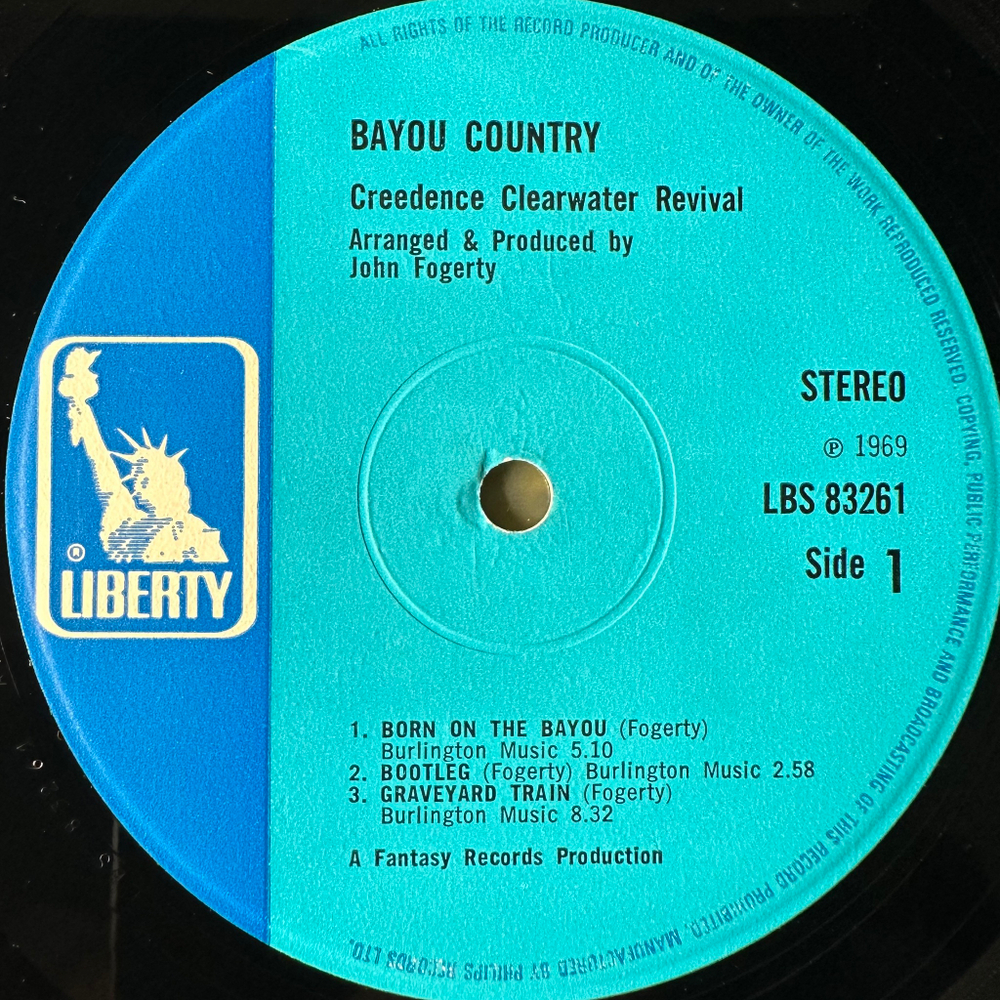 ALL RIGHTS OF THE RECORD PRODUCER AND OF THE OWNER OF THE WORK REPRODUCED RESERVED. COPYING, PUBLIC PERFORMANCE AND BROADCASTING OF THIS RECORD PROHIBITED, MANUFACTURED BY PHILIPS RECORDS LTD.
BAYOU COUNTRY
Creedence Clearwater Revival
Arranged & Produced by
John Fogerty
STEREO
℗ 1969
LBS 83261
Side 1
®
LIBERTY
1. BORN ON THE BAYOU (Fogerty)
Burlington Music 5.10
2. BOOTLEG (Fogerty) Burlington Music 2.58
3. GRAVEYARD TRAIN (Fogerty)
Burlington Music 8.32
A Fantasy Records Production